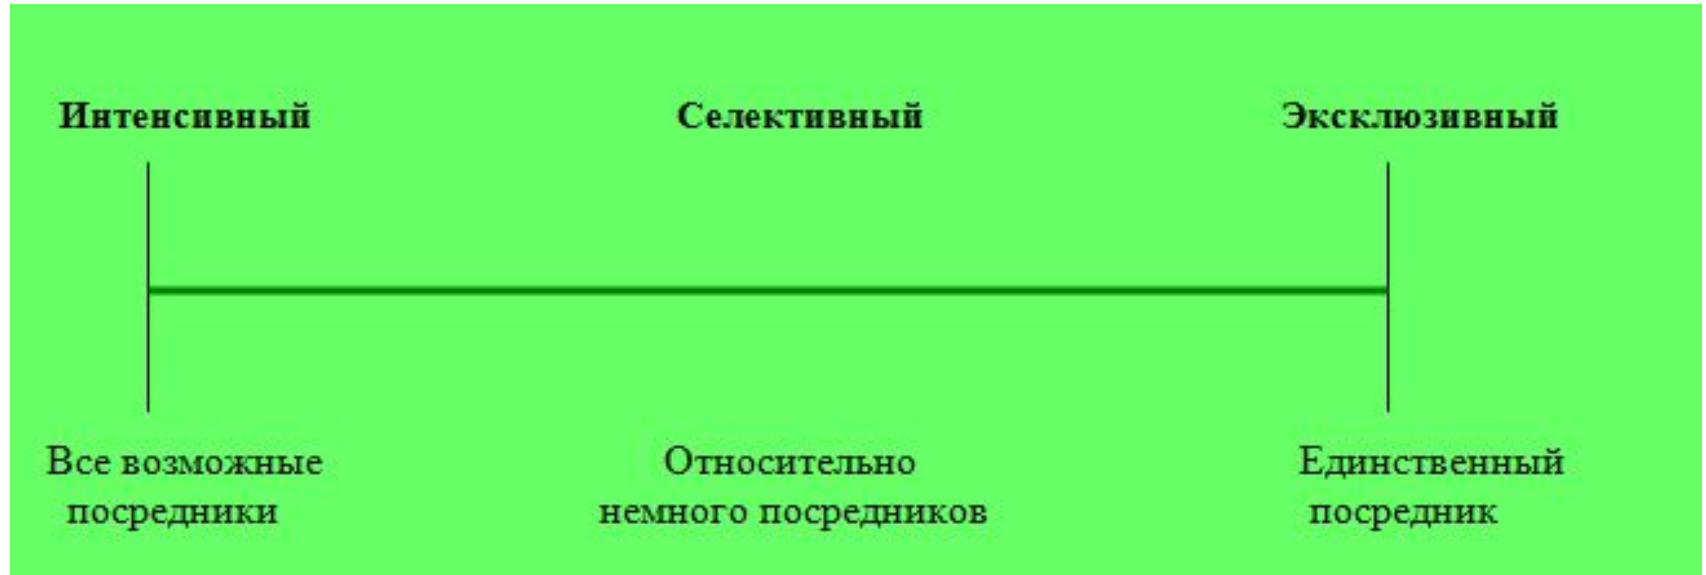 Интенсивный
Селективный
Эксклюзивный
Все возможные
посредники
Относительно
немного посредников
Единственный
посредник